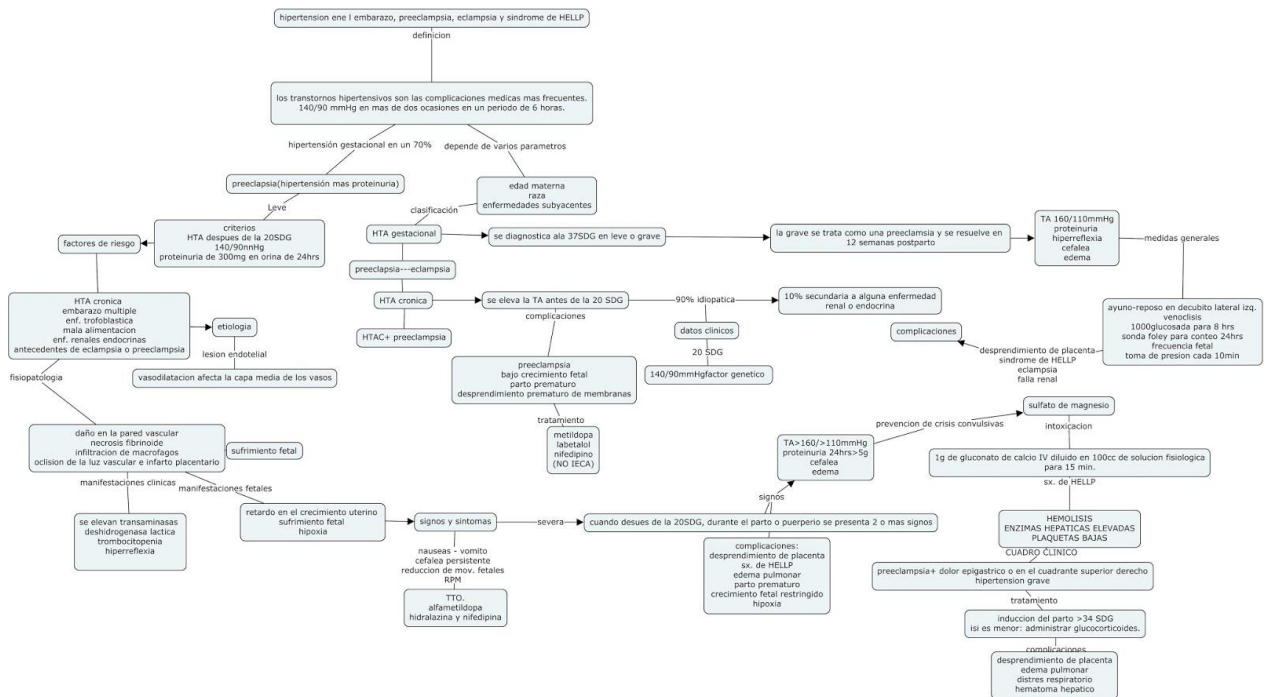 hipertension ene l embarazo, preeclampsia, eclampsia y sindrome de HELLP
definicion
los transtornos hipertensivos son las complicaciones medicas mas frecuentes.
140/90 mmHg en mas de dos ocasiones en un periodo de 6 horas.
hipertensión gestacional en un 70%
depende de varios parametros
preeclapsia(hipertensión mas proteinuria)
edad materna
raza
enfermedades subyacentes
Leve
clasificación
criterios
HTA despues de la 20SDG
140/90nnHg
proteinuria de 300mg en orina de 24hrs
factores de riesgo
HTA gestacional
se diagnostica ala 37SDG en leve o grave
la grave se trata como una preeclamsia y se resuelve en
12 semanas postparto
TA 160/110mmHg
proteinuria
hiperreflexia
cefalea
edema
medidas generales
preeclapsia---eclampsia
HTA cronica
embarazo multiple
enf. trofoblastica
mala alimentacion
enf. renales endocrinas
antecedentes de eclampsia o preeclampsia
etiologia
lesion endotelial
vasodilatacion afecta la capa media de los vasos
HTA cronica
se eleva la TA antes de la 20 SDG
90% idiopatica
10% secundaria a alguna enfermedad
renal o endocrina
HTAC+ preeclampsia
complicaciones
datos clinicos
20 SDG
140/90mmHgfactor genetico
preeclampsia
bajo crecimiento fetal
parto prematuro
desprendimiento prematuro de membranas
tratamiento
metildopa
labetalol
nifedipino
(NO IECA)
ayuno-reposo en decubito lateral izq.
venoclisis
1000glucosada para 8 hrs
sonda foley para conteo 24hrs
frecuencia fetal
toma de presion cada 10min
complicaciones
desprendimiento de placenta
sindrome de HELLP
eclampsia
falla renal
fisiopatologia
daño en la pared vascular
necrosis fibrinoide
infiltracion de macrofagos
oclision de la luz vascular e infarto placentario
sufrimiento fetal
manifestaciones clinicas
manifestaciones fetales
se elevan transaminasas
deshidrogenasa lactica
trombocitopenia
hiperreflexia
retardo en el crecimiento uterino
sufrimiento fetal
hipoxia
signos y sintomas
severa
cuando desues de la 20SDG, durante el parto o puerperio se presenta 2 o mas signos
nauseas - vomito
cefalea persistente
reduccion de mov. fetales
RPM
TTO.
alfametildopa
hidralazina y nifedipina
signos
TA>160/>110mmHg
proteinuria 24hrs>5g
cefalea
edema
complicaciones:
desprendimiento de placenta
sx. de HELLP
edema pulmonar
parto prematuro
crecimiento fetal restringido
hipoxia
prevencion de crisis convulsivas
sulfato de magnesio
intoxicacion
1g de gluconato de calcio IV diluido en 100cc de solucion fisiologica
para 15 min.
sx. de HELLP
HEMOLISIS
ENZIMAS HEPATICAS ELEVADAS
PLAQUETAS BAJAS
CUADRO CLINICO
preeclampsia+ dolor epigastrico o en el cuadrante superior derecho
hipertension grave
tratamiento
induccion del parto >34 SDG
isi es menor: administrar glucocorticoides.
complicaciones
desprendimiento de placenta
edema pulmonar
distres respiratorio
hematoma hepatico